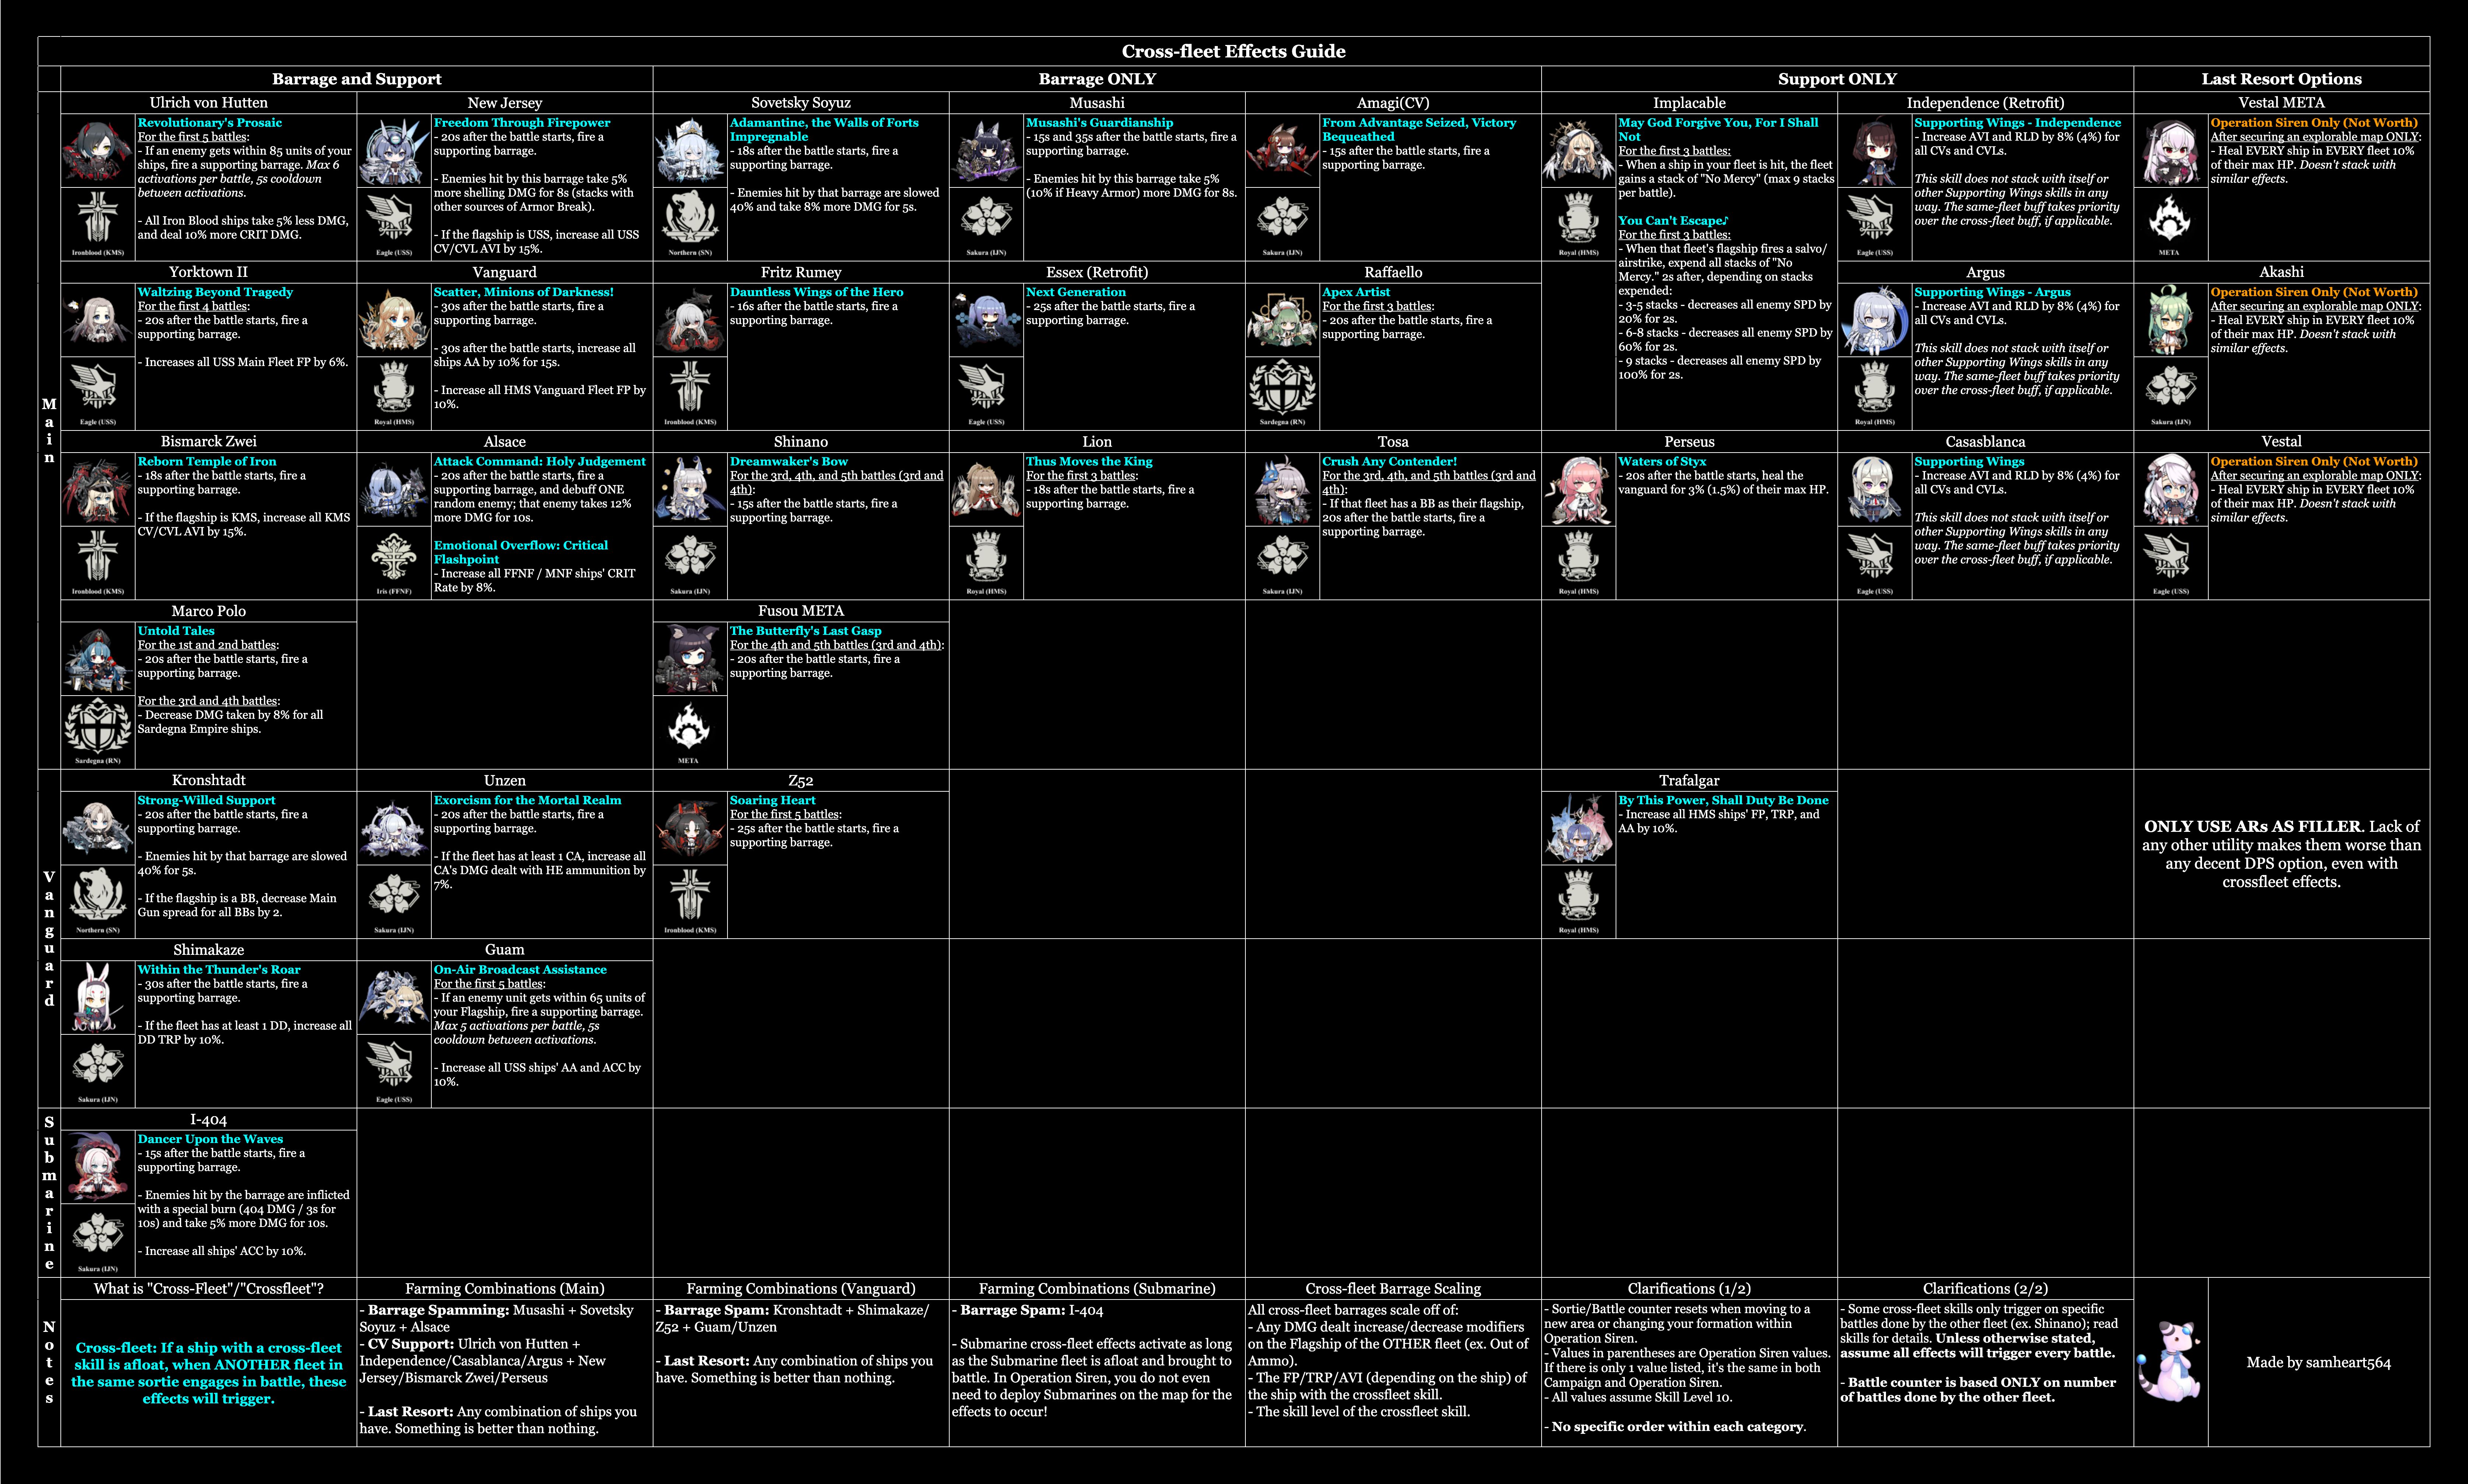 Cross-fleet Effects Guide
Barrage and Support
Barrage ONLY
Support ONLY
Last Resort Options
M
a
i
n
Ulrich von Hutten
Revolutionary's Prosaic
For the first 5 battles:
- If an enemy gets within 85 units of your
ships, fire a supporting barrage. Max 6
activations per battle, 5s cooldown
between activations.
- All Iron Blood ships take 5% less DMG,
and deal 10% more CRIT DMG.
Ironblood (KMS)
New Jersey
Freedom Through Firepower
- 20s after the battle starts, fire a
supporting barrage.
- Enemies hit by this barrage take 5%
more shelling DMG for 8s (stacks with
other sources of Armor Break).
- If the flagship is USS, increase all USS
CV/CVL AVI by 15%.
Eagle (USS)
Sovetsky Soyuz
Adamantine, the Walls of Forts
Impregnable
- 18s after the battle starts, fire a
supporting barrage.
- Enemies hit by that barrage are slowed
40% and take 8% more DMG for 5s.
Northern (SN)
Musashi
Musashi's Guardianship
- 15s and 35s after the battle starts, fire a
supporting barrage.
- Enemies hit by this barrage take 5%
(10% if Heavy Armor) more DMG for 8s.
Sakura (IJN)
Amagi(CV)
From Advantage Seized, Victory
Bequeathed
- 15s after the battle starts, fire a
supporting barrage.
Sakura (IJN)
Implacable
May God Forgive You, For I Shall
Not
For the first 3 battles:
- When a ship in your fleet is hit, the fleet
gains a stack of "No Mercy" (max 9 stacks
per battle).
You Can't Escape♪
For the first 3 battles:
- When that fleet's flagship fires a salvo/
airstrike, expend all stacks of "No
Mercy." 2s after, depending on stacks
expended:
- 3-5 stacks - decreases all enemy SPD by
20% for 2s.
- 6-8 stacks - decreases all enemy SPD by
60% for 2s.
- 9 stacks - decreases all enemy SPD by
100% for 2s.
Royal (HMS)
Independence (Retrofit)
Supporting Wings - Independence
- Increase AVI and RLD by 8% (4%) for
all CVs and CVLs.
This skill does not stack with itself or
other Supporting Wings skills in any
way. The same-fleet buff takes priority
over the cross-fleet buff, if applicable.
Eagle (USS)
Vestal META
Operation Siren Only (Not Worth)
After securing an explorable map ONLY:
- Heal EVERY ship in EVERY fleet 10%
of their max HP. Doesn't stack with
similar effects.
META
Yorktown II
Waltzing Beyond Tragedy
For the first 4 battles:
- 20s after the battle starts, fire a
supporting barrage.
- Increases all USS Main Fleet FP by 6%.
Eagle (USS)
Vanguard
Scatter, Minions of Darkness!
- 30s after the battle starts, fire a
supporting barrage.
- 30s after the battle starts, increase all
ships AA by 10% for 15s.
- Increase all HMS Vanguard Fleet FP by
10%.
Royal (HMS)
Fritz Rumey
Dauntless Wings of the Hero
- 16s after the battle starts, fire a
supporting barrage.
Ironblood (KMS)
Essex (Retrofit)
Next Generation
- 25s after the battle starts, fire a
supporting barrage.
Eagle (USS)
Raffaello
Apex Artist
For the first 3 battles:
- 20s after the battle starts, fire a
supporting barrage.
Sardegna (RN)
Argus
Supporting Wings - Argus
- Increase AVI and RLD by 8% (4%) for
all CVs and CVLs.
This skill does not stack with itself or
other Supporting Wings skills in any
way. The same-fleet buff takes priority
over the cross-fleet buff, if applicable.
Royal (HMS)
Akashi
Operation Siren Only (Not Worth)
After securing an explorable map ONLY:
- Heal EVERY ship in EVERY fleet 10%
of their max HP. Doesn't stack with
similar effects.
Sakura (IJN)
Bismarck Zwei
Reborn Temple of Iron
- 18s after the battle starts, fire a
supporting barrage.
- If the flagship is KMS, increase all KMS
CV/CVL AVI by 15%.
Ironblood (KMS)
Alsace
Attack Command: Holy Judgement
- 20s after the battle starts, fire a
supporting barrage, and debuff ONE
random enemy; that enemy takes 12%
more DMG for 10s.
Emotional Overflow: Critical
Flashpoint
- Increase all FFNF / MNF ships' CRIT
Rate by 8%.
Iris (FFNF)
Shinano
Dreamwaker's Bow
For the 3rd, 4th, and 5th battles (3rd and
4th):
- 15s after the battle starts, fire a
supporting barrage.
Sakura (IJN)
Lion
Thus Moves the King
For the first 3 battles:
- 18s after the battle starts, fire a
supporting barrage.
Royal (HMS)
Tosa
Crush Any Contender!
For the 3rd, 4th, and 5th battles (3rd and
4th):
- If that fleet has a BB as their flagship,
20s after the battle starts, fire a
supporting barrage.
Sakura (IJN)
Perseus
Waters of Styx
- 20s after the battle starts, heal the
vanguard for 3% (1.5%) of their max HP.
Royal (HMS)
Casasblanca
Supporting Wings
- Increase AVI and RLD by 8% (4%) for
all CVs and CVLs.
This skill does not stack with itself or
other Supporting Wings skills in any
way. The same-fleet buff takes priority
over the cross-fleet buff, if applicable.
Eagle (USS)
Vestal
Operation Siren Only (Not Worth)
After securing an explorable map ONLY:
- Heal EVERY ship in EVERY fleet 10%
of their max HP. Doesn't stack with
similar effects.
Eagle (USS)
Marco Polo
Untold Tales
For the 1st and 2nd battles:
- 20s after the battle starts, fire a
supporting barrage.
For the 3rd and 4th battles:
- Decrease DMG taken by 8% for all
Sardegna Empire ships.
Sardegna (RN)
Fusou META
The Butterfly's Last Gasp
For the 4th and 5th battles (3rd and 4th):
- 20s after the battle starts, fire a
supporting barrage.
META
V
a
n
g
u
a
r
d
Kronshtadt
Strong-Willed Support
- 20s after the battle starts, fire a
supporting barrage.
- Enemies hit by that barrage are slowed
40% for 5s.
- If the flagship is a BB, decrease Main
Gun spread for all BBs by 2.
Northern (SN)
Unzen
Exorcism for the Mortal Realm
- 20s after the battle starts, fire a
supporting barrage.
- If the fleet has at least 1 CA, increase all
CA's DMG dealt with HE ammunition by
7%.
Sakura (IJN)
Z52
Soaring Heart
For the first 5 battles:
- 25s after the battle starts, fire a
supporting barrage.
Ironblood (KMS)
Trafalgar
By This Power, Shall Duty Be Done
- Increase all HMS ships' FP, TRP, and
AA by 10%.
Royal (HMS)
ONLY USE ARs AS FILLER. Lack of
any other utility makes them worse than
any decent DPS option, even with
crossfleet effects.
Shimakaze
Within the Thunder's Roar
- 30s after the battle starts, fire a
supporting barrage.
- If the fleet has at least 1 DD, increase all
DD TRP by 10%.
Sakura (IJN)
Guam
On-Air Broadcast Assistance
For the first 5 battles:
- If an enemy unit gets within 65 units of
your Flagship, fire a supporting barrage.
Max 5 activations per battle, 5s
cooldown between activations.
- Increase all USS ships' AA and ACC by
10%.
Eagle (USS)
S
u
b
m
a
r
i
n
e
I-404
Dancer Upon the Waves
- 15s after the battle starts, fire a
supporting barrage.
- Enemies hit by the barrage are inflicted
with a special burn (404 DMG / 3s for
10s) and take 5% more DMG for 10s.
- Increase all ships' ACC by 10%.
Sakura (IJN)
N
o
t
e
s
What is "Cross-Fleet"/"Crossfleet"?
Cross-fleet: If a ship with a cross-fleet
skill is afloat, when ANOTHER fleet in
the same sortie engages in battle, these
effects will trigger.
Farming Combinations (Main)
- Barrage Spamming: Musashi + Sovetsky
Soyuz + Alsace
- CV Support: Ulrich von Hutten +
Independence/Casablanca/Argus + New
Jersey/Bismarck Zwei/Perseus
- Last Resort: Any combination of ships you
have. Something is better than nothing.
Farming Combinations (Vanguard)
- Barrage Spam: Kronshtadt + Shimakaze/
Z52 + Guam/Unzen
- Last Resort: Any combination of ships you
have. Something is better than nothing.
Farming Combinations (Submarine)
- Barrage Spam: I-404
- Submarine cross-fleet effects activate as long
as the Submarine fleet is afloat and brought to
battle. In Operation Siren, you do not even
need to deploy Submarines on the map for the
effects to occur!
Cross-fleet Barrage Scaling
All cross-fleet barrages scale off of:
- Any DMG dealt increase/decrease modifiers
on the Flagship of the OTHER fleet (ex. Out of
Ammo).
- The FP/TRP/AVI (depending on the ship) of
the ship with the crossfleet skill.
- The skill level of the crossfleet skill.
Clarifications (1/2)
- Sortie/Battle counter resets when moving to a
new area or changing your formation within
Operation Siren.
- Values in parentheses are Operation Siren values.
If there is only 1 value listed, it's the same in both
Campaign and Operation Siren.
- All values assume Skill Level 10.
- No specific order within each category.
Clarifications (2/2)
- Some cross-fleet skills only trigger on specific
battles done by the other fleet (ex. Shinano); read
skills for details. Unless otherwise stated,
assume all effects will trigger every battle.
- Battle counter is based ONLY on number
of battles done by the other fleet.
Made by samheart564